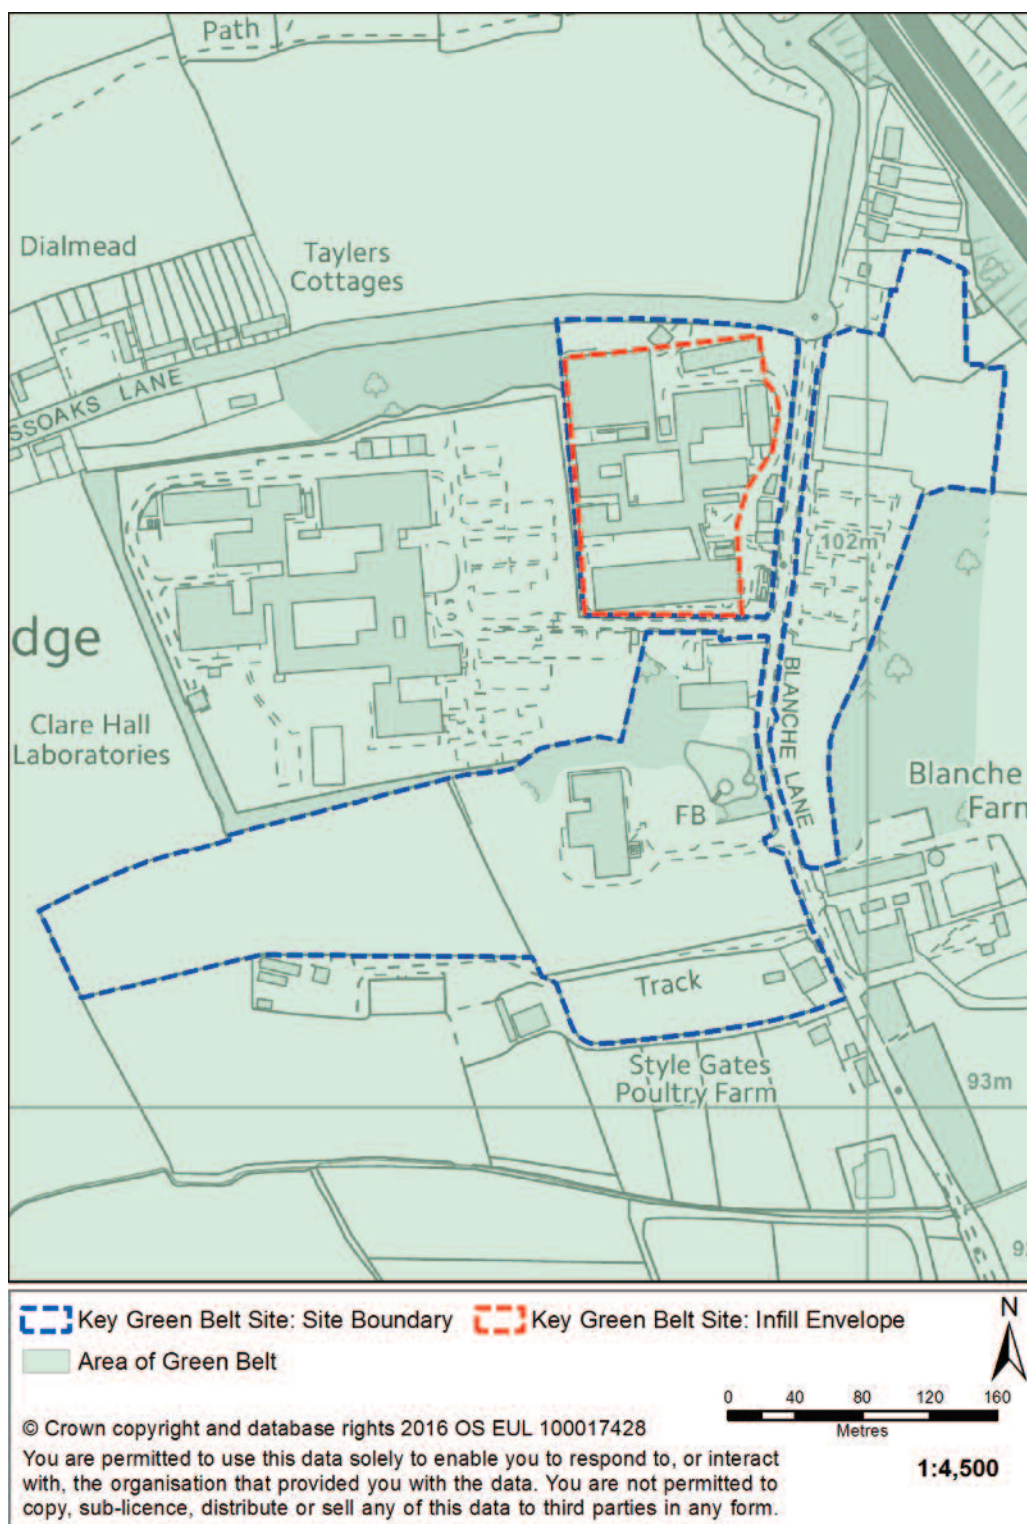 Path
Dialmead
Taylers
Cottages
SSOAKS LANE
102m
dge
Clare Hall
Laboratories
BLANCHE LANE
Blanche
Farm
FB
Track
Style Gates
Poultry Farm
93m
92
Key Green Belt Site: Site Boundary
Key Green Belt Site: Infill Envelope
N
Area of Green Belt
0 40 80 120 160
Metres
© Crown copyright and database rights 2016 OS EUL 100017428
You are permitted to use this data solely to enable you to respond to, or interact
with, the organisation that provided you with the data. You are not permitted to
copy, sub-licence, distribute or sell any of this data to third parties in any form.
1:4,500